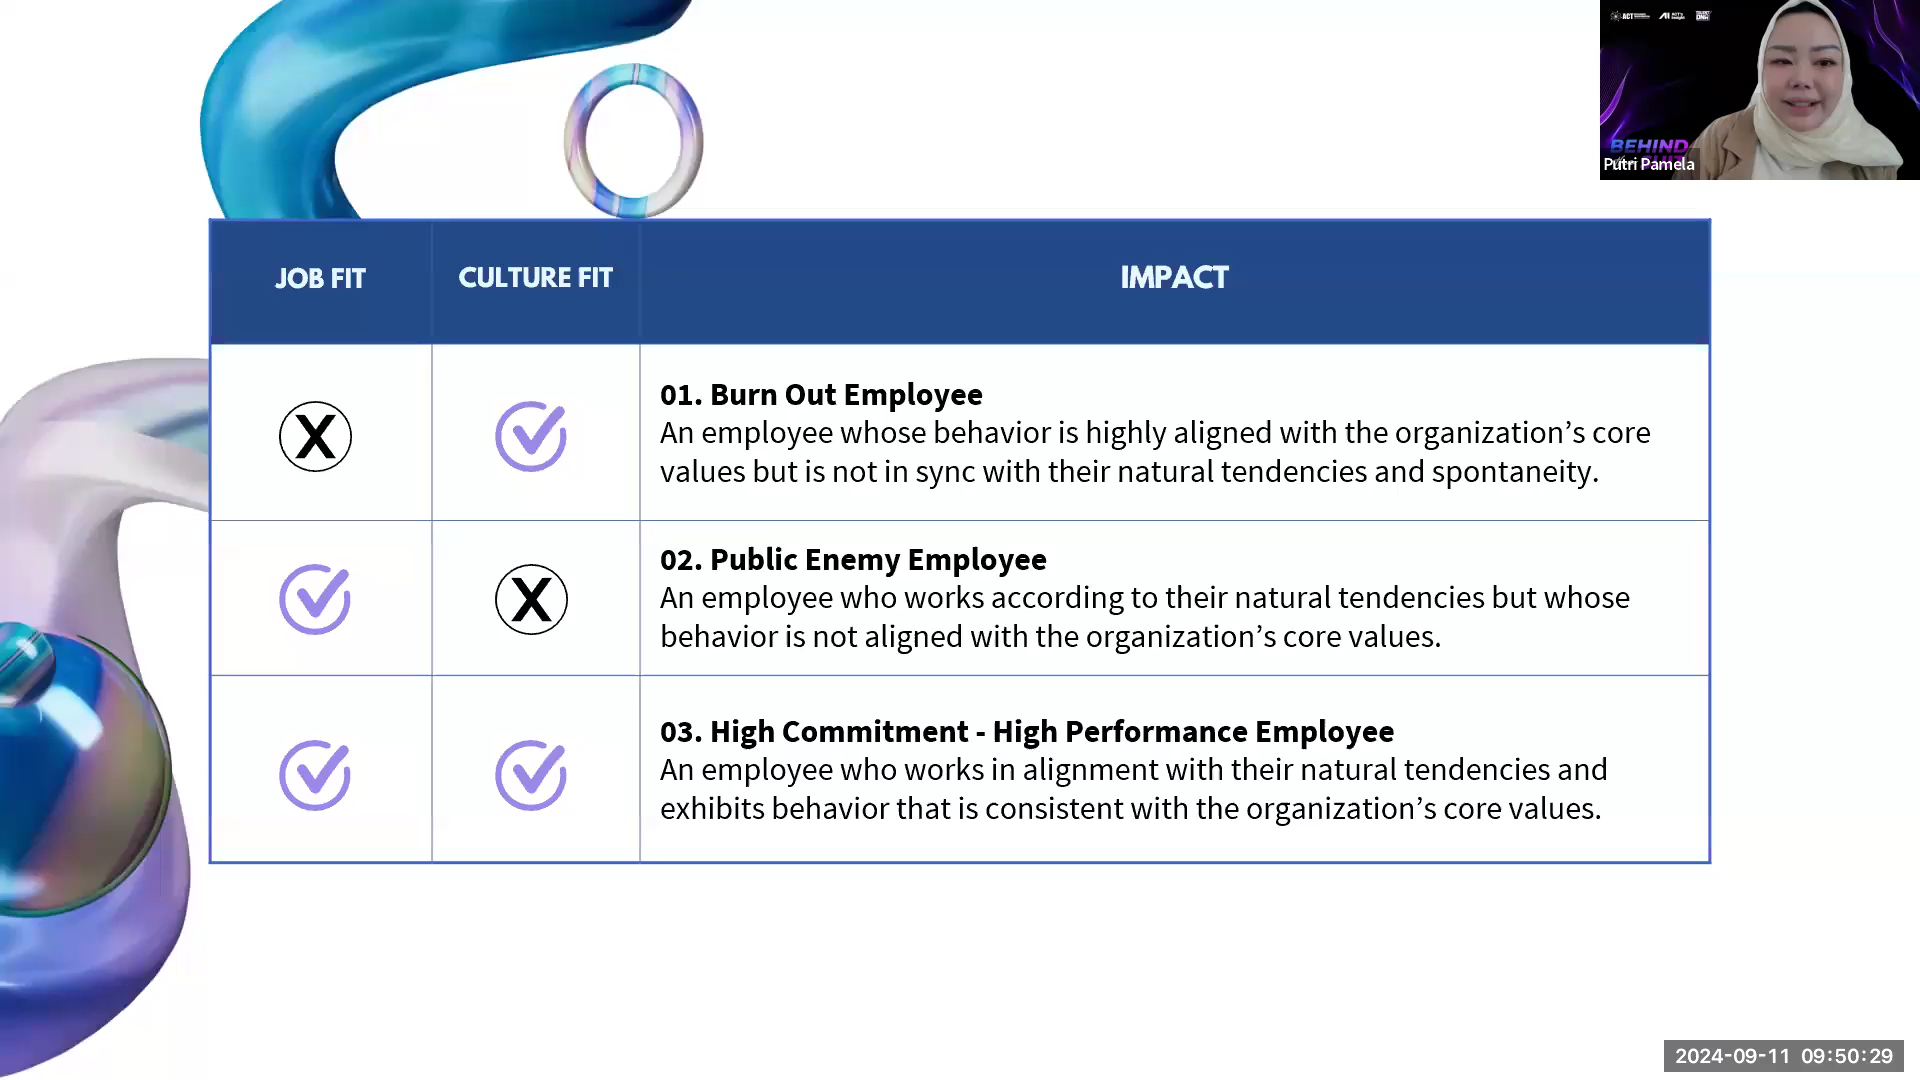 ACT
BEHIND
Putri Pamela
JOB FIT
CULTURE FIT
IMPACT
X
01. Burn Out Employee
An employee whose behavior is highly aligned with the organization’s core
values but is not in sync with their natural tendencies and spontaneity.
X
02. Public Enemy Employee
An employee who works according to their natural tendencies but whose
behavior is not aligned with the organization’s core values.
03. High Commitment - High Performance Employee
An employee who works in alignment with their natural tendencies and
exhibits behavior that is consistent with the organization’s core values.
2024-09-11 09:50:29